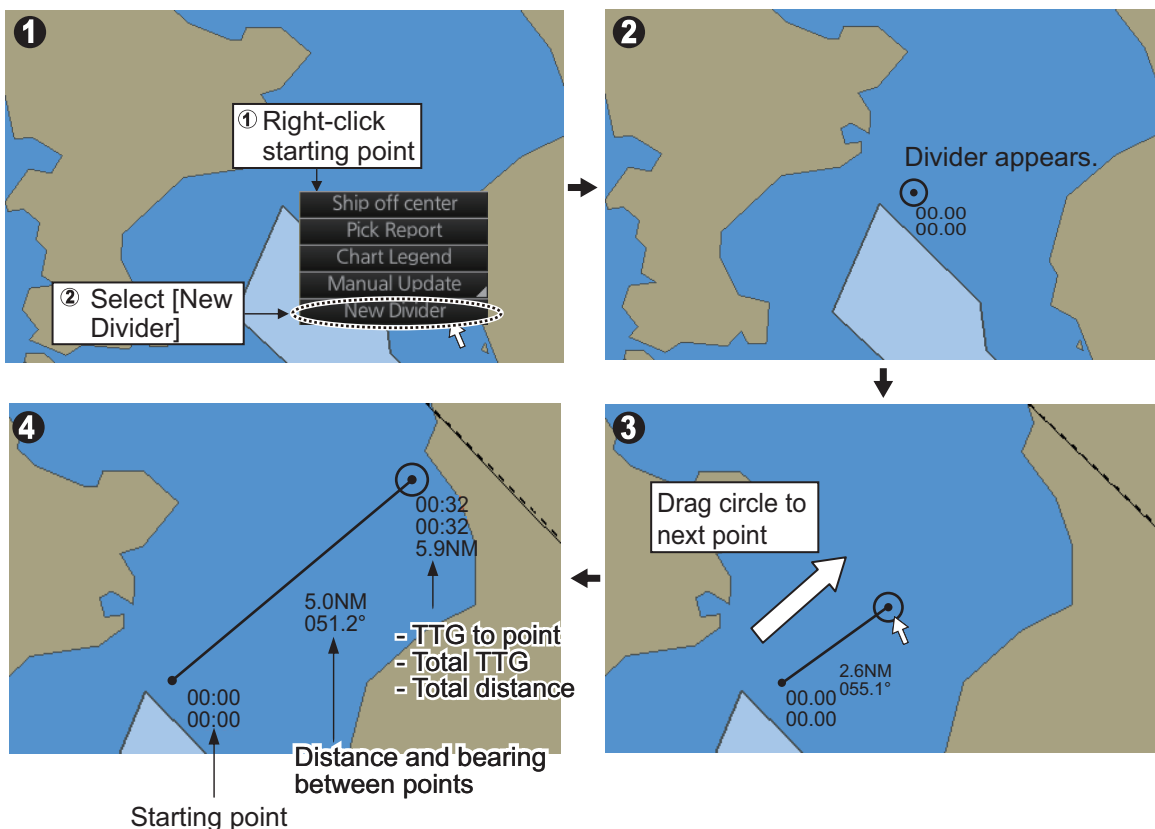 1
① Right-click
starting point
Ship off center
Pick Report
Chart Legend
Manual Update
New Divider
② Select [New
Divider]
2
Divider appears.
00.00
00.00
3
Drag circle to
next point
2.6NM
055.1°
00.00
00.00
4
00:32
00:32
5.9NM
5.0NM
051.2°
- TTG to point
- Total TTG
- Total distance
00:00
00:00
Distance and bearing
between points
Starting point